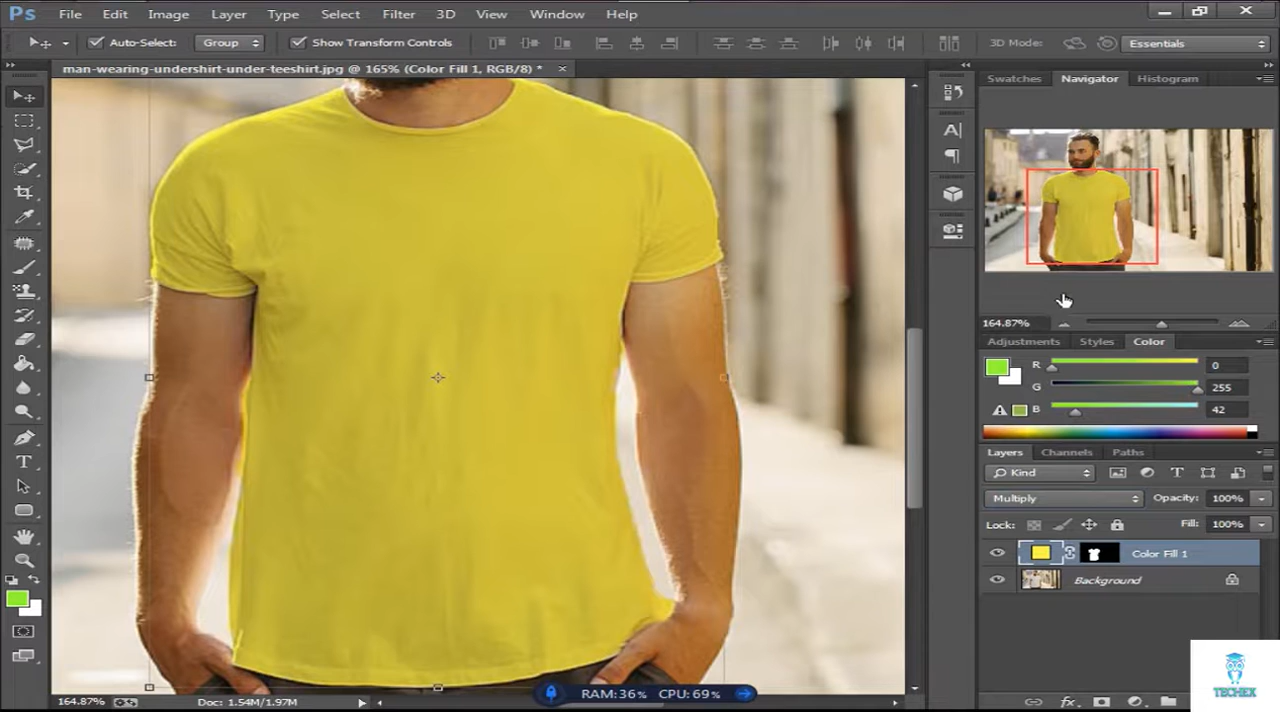 Ps File Edit Image Layer Type Select Filter 3D View Window Help
Auto-Select: Group Show Transform Controls 3D Mode: Essentials
man-wearing-undershirt-under-teeshirt.jpg @ 165% (Color Fill 1, RGB/8) *
Swatches Navigator Histogram
164.87%
Adjustments Styles Color
R 0
G 255
B 42
Layers Channels Paths
Kind
Multiply Opacity: 100%
Lock: Fill: 100%
Color Fill 1
Background
fx
TECHEX
164.87% Doc: 1.54M/1.97M
RAM:36% CPU:69%